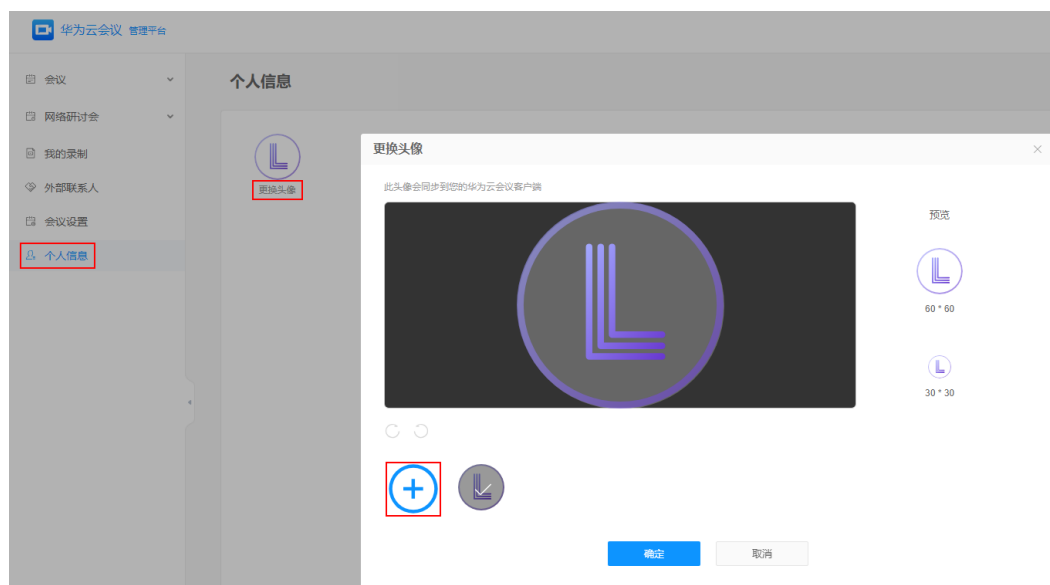 华为云会议 管理平台
会议
网络研讨会
我的录制
外部联系人
会议设置
个人信息
个人信息
更换头像
更换头像
此头像会同步到您的华为云会议客户端
预览
60 * 60
30 * 30
确定
取消